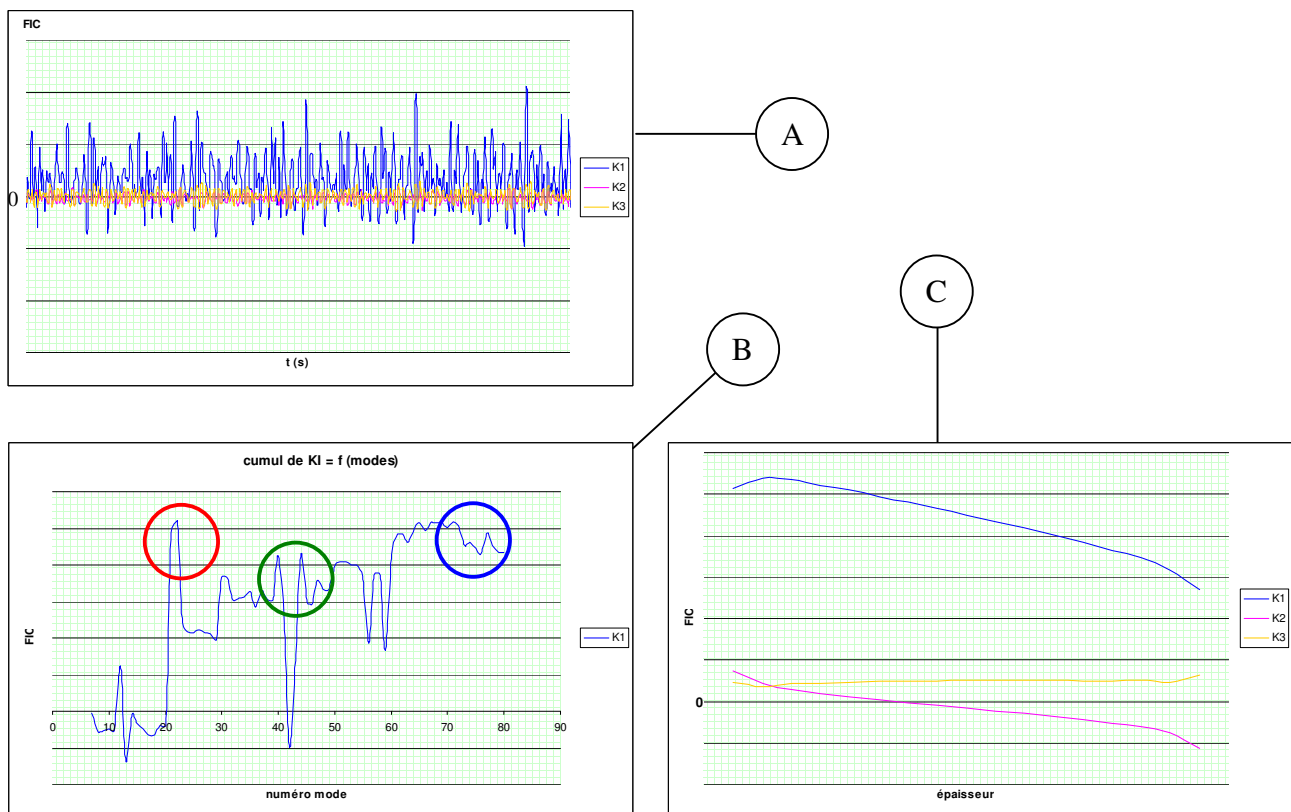 FIC
0
K1
K2
K3
t (s)
A
C
B
cumul de KI = f (modes)
FIC
0 10 20 30 40 50 60 70 80 90
K1
numéro mode
FIC
0
K1
K2
K3
épaisseur